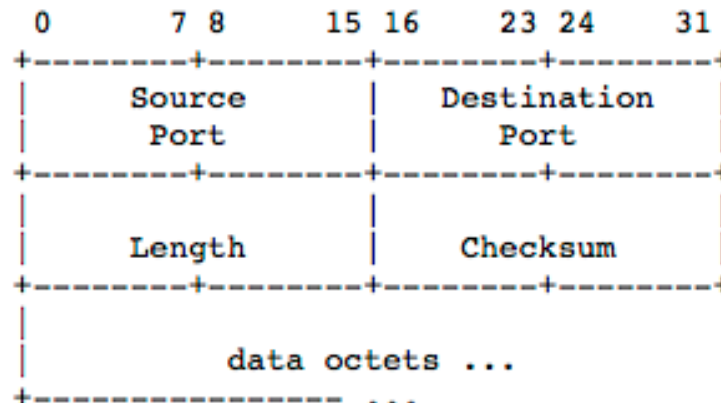 0 7 8 15 16 23 24 31
+--------+--------+--------+--------+
| Source | Destination |
| Port | Port |
+--------+--------+--------+--------+
| | |
| Length | Checksum |
+--------+--------+--------+--------+
|
| data octets ...
+---------------- ...